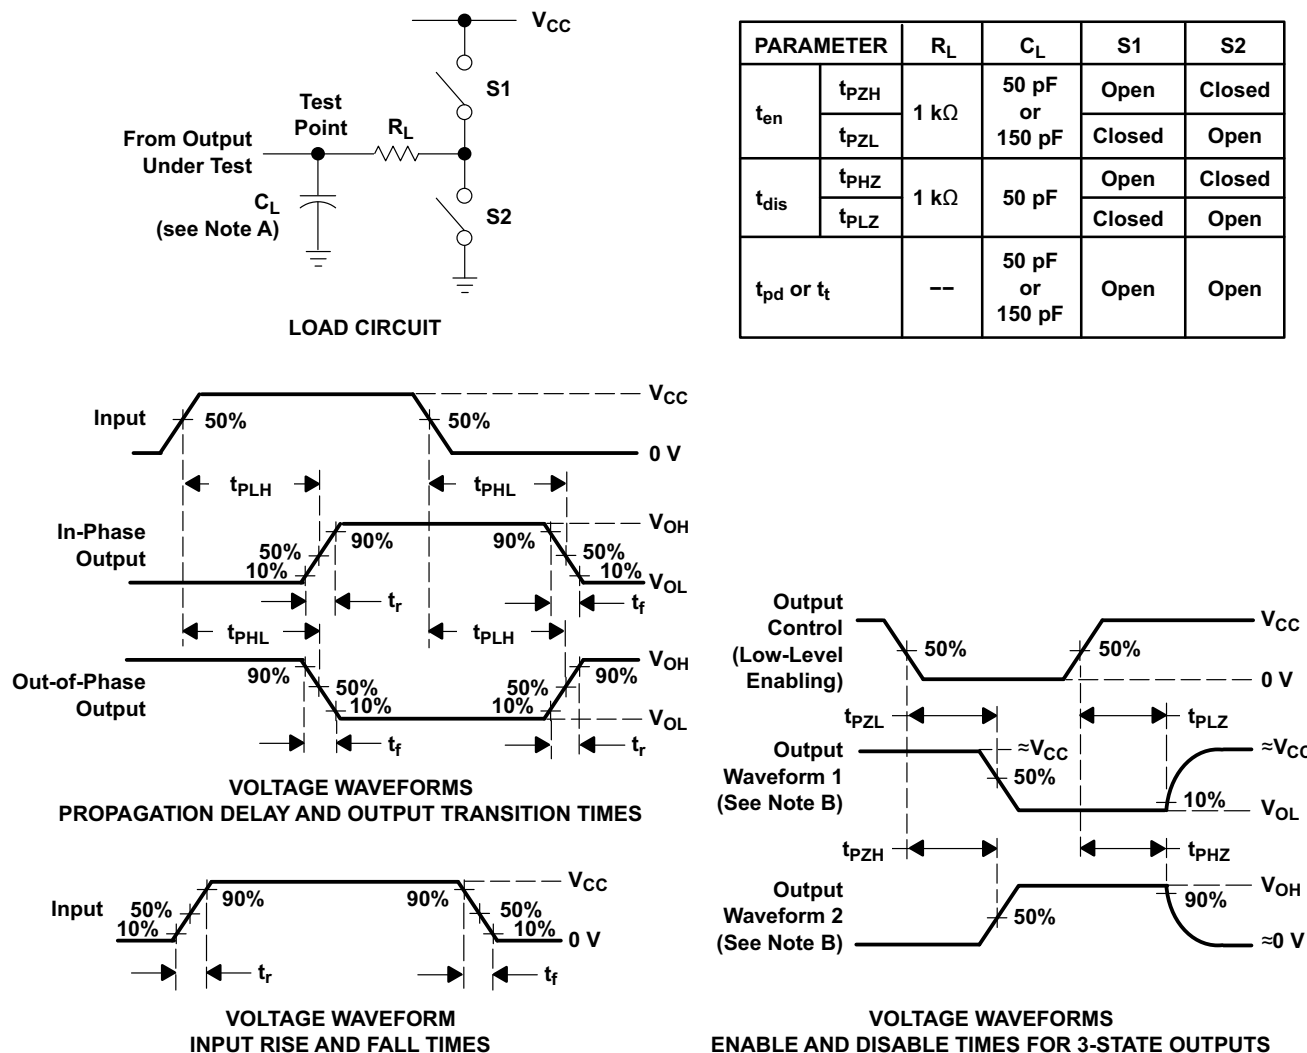 VCC
S1
Test
Point
RL
From Output
Under Test
CL
(see Note A)
S2
LOAD CIRCUIT
PARAMETER RL CL S1 S2
ten tPZH 1 kΩ 50 pF or 150 pF Open Closed
tPZL Closed Open
tdis tPHZ 1 kΩ 50 pF Open Closed
tPLZ Closed Open
tpd or tt −− 50 pF or 150 pF Open Open
Input 50% 50% VCC
0 V
tPLH tPHL
In-Phase
Output
50%
10% 90% 90% 50%
10% VOH
VOL
tr tf
tPHL tPLH
Out-of-Phase
Output
90% 50%
10% 50%
10% 90% VOH
VOL
tf tr
VOLTAGE WAVEFORMS
PROPAGATION DELAY AND OUTPUT TRANSITION TIMES
Input 50%
10% 90% 90% 50%
10% VCC
0 V
tr tf
VOLTAGE WAVEFORM
INPUT RISE AND FALL TIMES
Output
Control
(Low-Level
Enabling)
50% 50% VCC
0 V
tPZL tPLZ
Output
Waveform 1
(See Note B)
≈VCC 50% 10% ≈VCC
VOL
tPZH tPHZ
Output
Waveform 2
(See Note B)
50% 90% VOH
≈0 V
VOLTAGE WAVEFORMS
ENABLE AND DISABLE TIMES FOR 3-STATE OUTPUTS